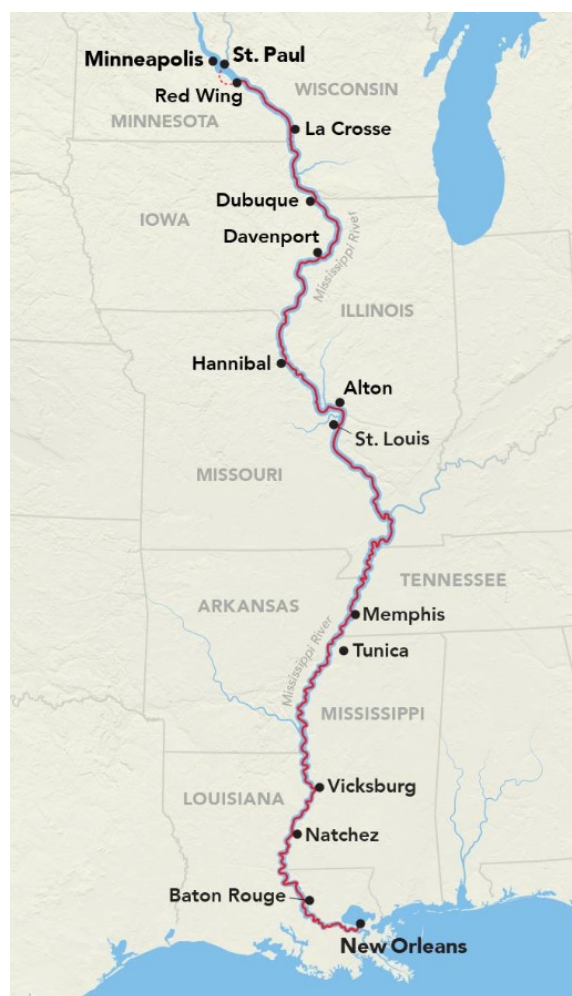 Minneapolis
St. Paul
Red Wing
WISCONSIN
MINNESOTA
La Crosse
Dubuque
IOWA
Davenport
Mississippi River
ILLINOIS
Hannibal
Alton
St. Louis
MISSOURI
TENNESSEE
ARKANSAS
Memphis
Mississippi River
Tunica
MISSISSIPPI
Vicksburg
LOUISIANA
Natchez
Baton Rouge
New Orleans